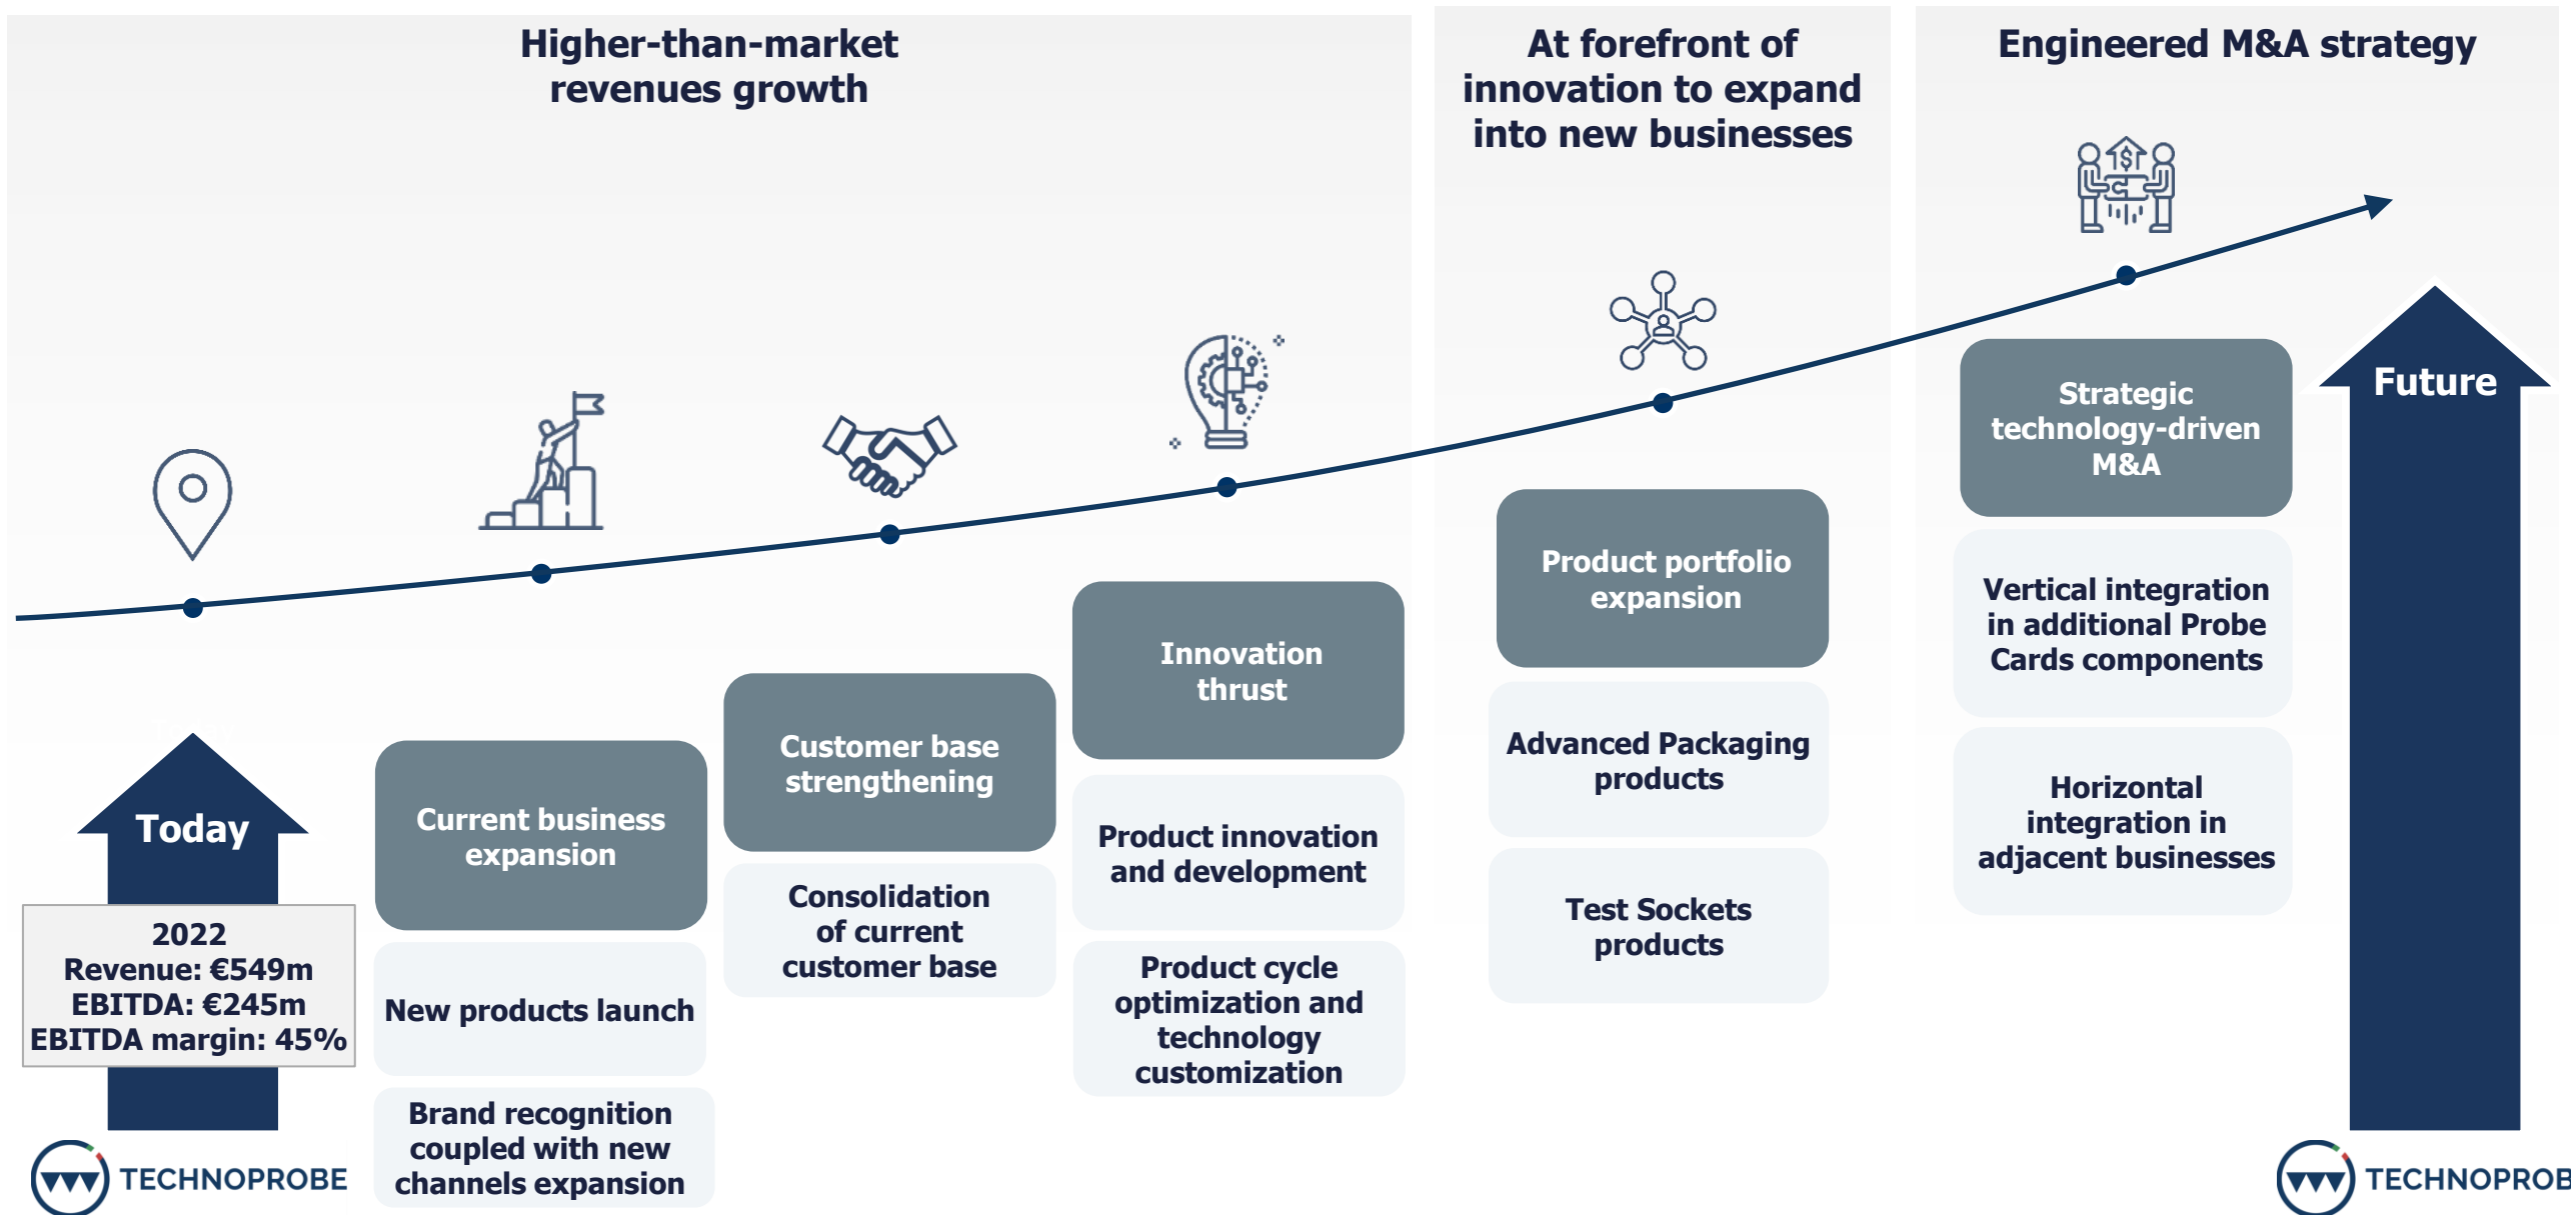 Higher-than-market
revenues growth
At forefront of
innovation to expand
into new businesses
Engineered M&A strategy
Today
2022
Revenue: €549m
EBITDA: €245m
EBITDA margin: 45%
TECHNOPROBE
Current business
expansion
New products launch
Brand recognition
coupled with new
channels expansion
Customer base
strengthening
Consolidation
of current
customer base
Innovation
thrust
Product innovation
and development
Product cycle
optimization and
technology
customization
Product portfolio
expansion
Advanced Packaging
products
Test Sockets
products
$
Strategic
technology-driven
M&A
Vertical integration
in additional Probe
Cards components
Horizontal
integration in
adjacent businesses
Future
TECHNOPROB